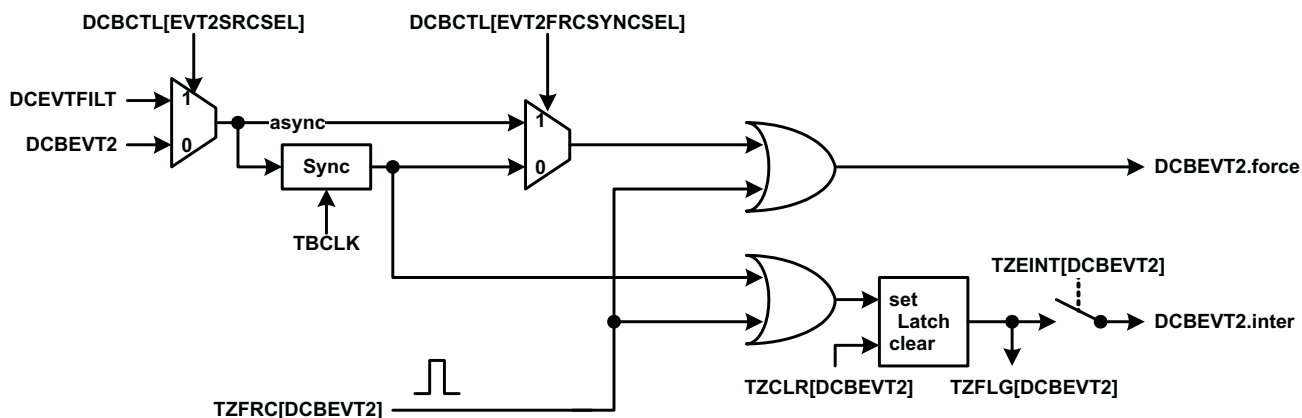 DCBCTL[EVT2SRCSEL] DCBCTL[EVT2FRCSYNCSEL]
DCEVTFILT 1 async 1
DCBEVT2 0 0
Sync
DCBEVT2.force
TBCLK
TZEINT[DCBEVT2]
set
Latch
clear
DCBEVT2.inter
TZCLR[DCBEVT2] TZFLG[DCBEVT2]
TZFRC[DCBEVT2]